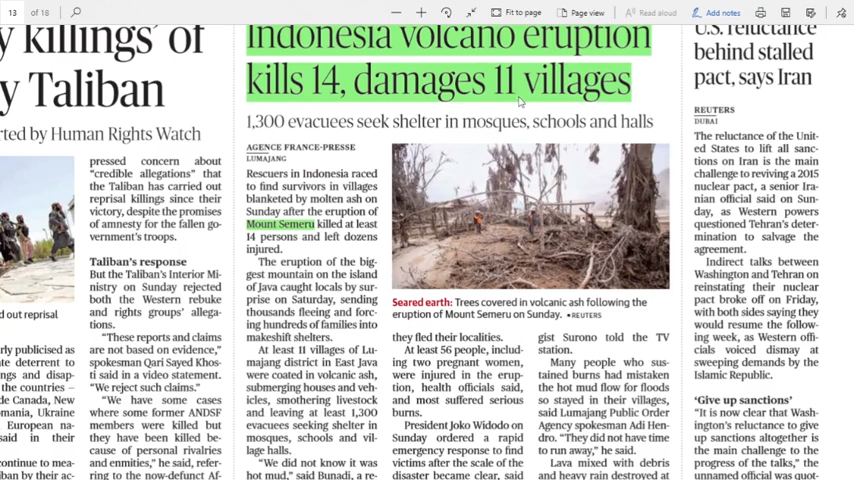 13 of 18
Fit to page
Page view
Read aloud
Add notes
y killings' of
y Taliban
rted by Human Rights Watch
pressed concern about
"credible allegations" that
the Taliban has carried out
reprisal killings since their
victory, despite the promises
of amnesty for the fallen go-
vernment's troops.
Taliban's response
But the Taliban's Interior Mi-
nistry on Sunday rejected
both the Western rebuke
and rights groups' allega-
tions.
"These reports and claims
are not based on evidence,"
spokesman Qari Sayed Khos-
ti said in a video statement.
"We reject such claims."
"We have some cases
where some former ANDSF
members were killed but
they have been killed be-
cause of personal rivalries
and enmities," he said, refer-
ring to the now-defunct Af-
d out reprisal
rly publicised as
te deterrent to
ngs and disap-
the countries –
de Canada, New
mania, Ukraine
European na-
said in their
continue to mea-
iban by their ac-
Indonesia volcano eruption
kills 14, damages 11 villages
1,300 evacuees seek shelter in mosques, schools and halls
AGENCE FRANCE-PRESSE
LUMAJANG
Rescuers in Indonesia raced
to find survivors in villages
blanketed by molten ash on
Sunday after the eruption of
Mount Semeru killed at least
14 persons and left dozens
injured.
The eruption of the big-
gest mountain on the island
of Java caught locals by sur-
prise on Saturday, sending
thousands fleeing and forc-
ing hundreds of families into
makeshift shelters.
At least 11 villages of Lu-
majang district in East Java
were coated in volcanic ash,
submerging houses and veh-
icles, smothering livestock
and leaving at least 1,300
evacuees seeking shelter in
mosques, schools and vil-
lage halls.
"We did not know it was
hot mud," said Bunadi, a re-
Seared earth: Trees covered in volcanic ash following the
eruption of Mount Semeru on Sunday. •REUTERS
they fled their localities.
At least 56 people, includ-
ing two pregnant women,
were injured in the erup-
tion, health officials said,
and most suffered serious
burns.
President Joko Widodo on
Sunday ordered a rapid
emergency response to find
victims after the scale of the
disaster became clear, said
gist Surono told the TV
station.
Many people who sus-
tained burns had mistaken
the hot mud flow for floods
so stayed in their villages,
said Lumajang Public Order
Agency spokesman Adi Hen-
dro. "They did not have time
to run away," he said.
Lava mixed with debris
and heavy rain destroyed at
U.S. reluctance
behind stalled
pact, says Iran
REUTERS
DUBAI
The reluctance of the Unit-
ed States to lift all sanc-
tions on Iran is the main
challenge to reviving a 2015
nuclear pact, a senior Ira-
nian official said on Sun-
day, as Western powers
questioned Tehran's deter-
mination to salvage the
agreement.
Indirect talks between
Washington and Tehran on
reinstating their nuclear
pact broke off on Friday,
with both sides saying they
would resume the follow-
ing week, as Western offi-
cials voiced dismay at
sweeping demands by the
Islamic Republic.
'Give up sanctions'
"It is now clear that Wash-
ington's reluctance to give
up sanctions altogether is
the main challenge to the
progress of the talks," the
unnamed official was quot-